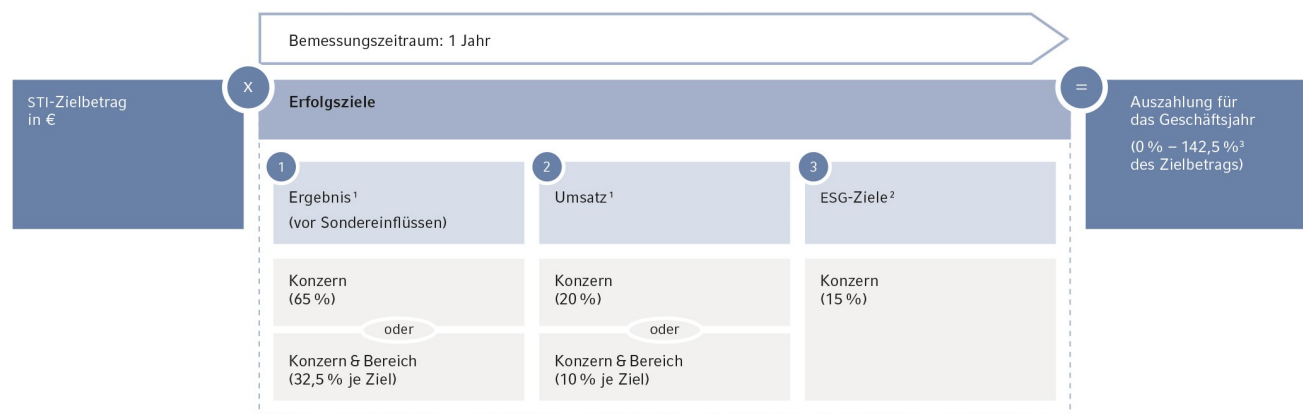 Bemessungszeitraum: 1 Jahr
STI-Zielbetrag
in €
x
Erfolgsziele
=
Auszahlung für
das Geschäftsjahr
(0 % – 142,5 %³
des Zielbetrags)
1
Ergebnis¹
(vor Sondereinflüssen)
2
Umsatz¹
3
ESG-Ziele²
Konzern
(65 %)
oder
Konzern & Bereich
(32,5 % je Ziel)
Konzern
(20 %)
oder
Konzern & Bereich
(10 % je Ziel)
Konzern
(15 %)